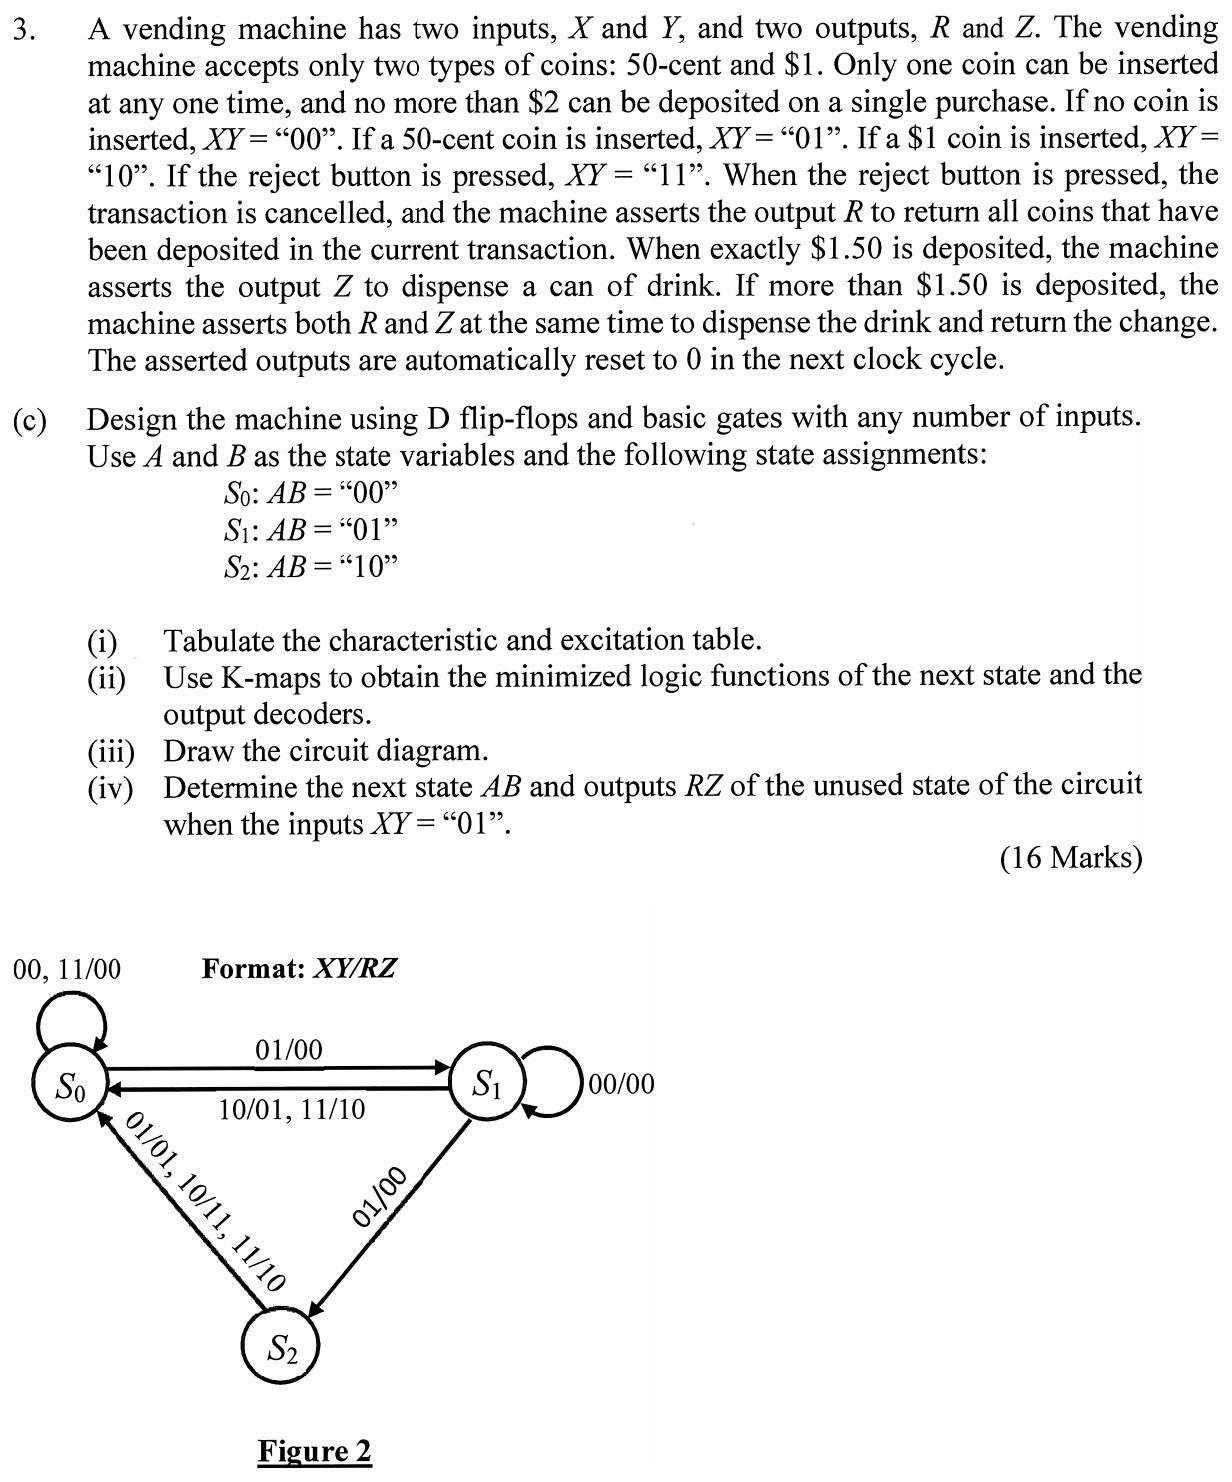 3. A vending machine has two inputs, X and Y, and two outputs, R and Z. The vending
machine accepts only two types of coins: 50-cent and $1. Only one coin can be inserted
at any one time, and no more than $2 can be deposited on a single purchase. If no coin is
inserted, XY = “00”. If a 50-cent coin is inserted, XY = “01”. If a $1 coin is inserted, XY =
“10”. If the reject button is pressed, XY = “11”. When the reject button is pressed, the
transaction is cancelled, and the machine asserts the output R to return all coins that have
been deposited in the current transaction. When exactly $1.50 is deposited, the machine
asserts the output Z to dispense a can of drink. If more than $1.50 is deposited, the
machine asserts both R and Z at the same time to dispense the drink and return the change.
The asserted outputs are automatically reset to 0 in the next clock cycle.
(c) Design the machine using D flip-flops and basic gates with any number of inputs.
Use A and B as the state variables and the following state assignments:
S0: AB = “00”
S1: AB = “01”
S2: AB = “10”
(i) Tabulate the characteristic and excitation table.
(ii) Use K-maps to obtain the minimized logic functions of the next state and the
output decoders.
(iii) Draw the circuit diagram.
(iv) Determine the next state AB and outputs RZ of the unused state of the circuit
when the inputs XY = “01”.
(16 Marks)
00, 11/00
Format: XY/RZ
01/00
S0
S1
00/00
10/01, 11/10
01/01, 10/11, 11/10
01/00
S2
Figure 2